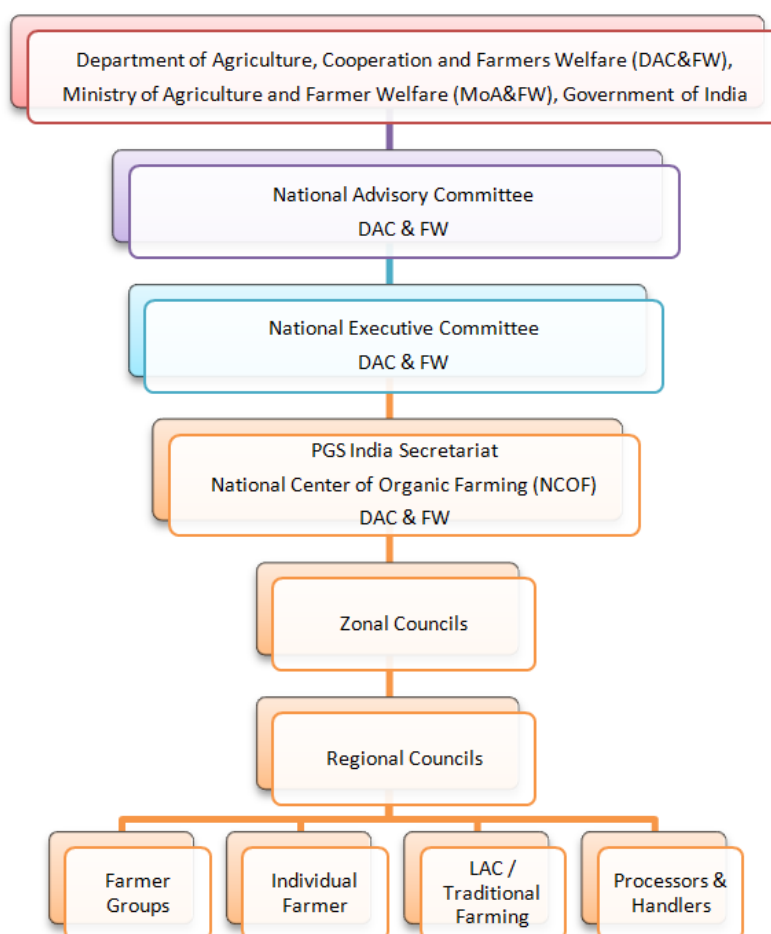 Department of Agriculture, Cooperation and Farmers Welfare (DAC&FW),
Ministry of Agriculture and Farmer Welfare (MoA&FW), Government of India
National Advisory Committee
DAC & FW
National Executive Committee
DAC & FW
PGS India Secretariat
National Center of Organic Farming (NCOF)
DAC & FW
Zonal Councils
Regional Councils
Farmer
Groups
Individual
Farmer
LAC /
Traditional
Farming
Processors &
Handlers